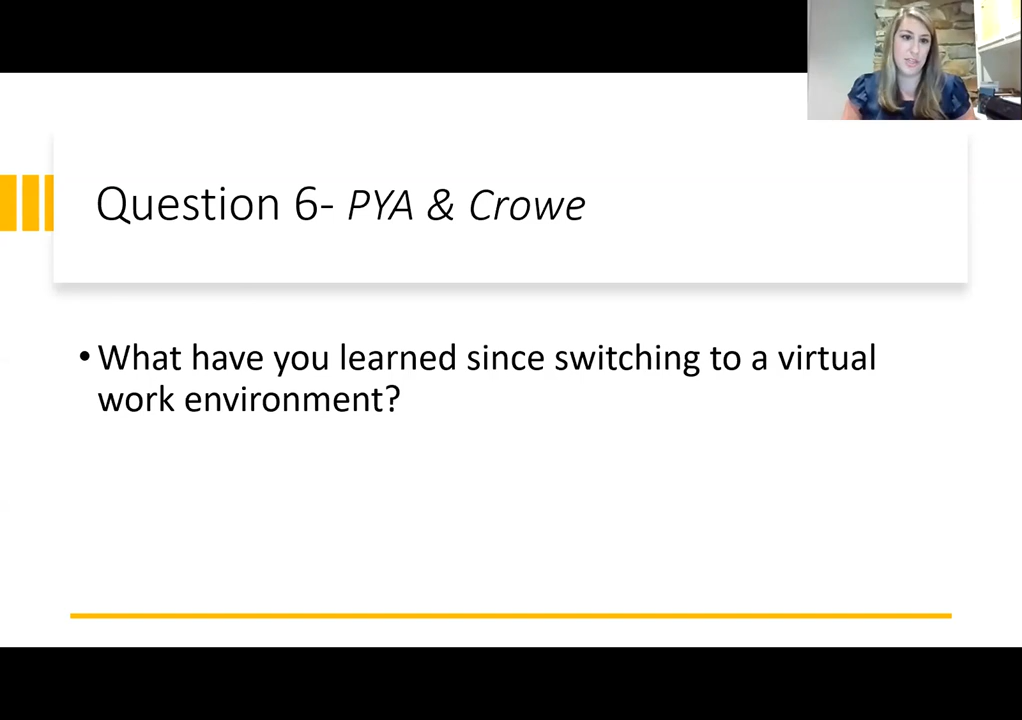 Question 6- PYA & Crowe
• What have you learned since switching to a virtual
work environment?